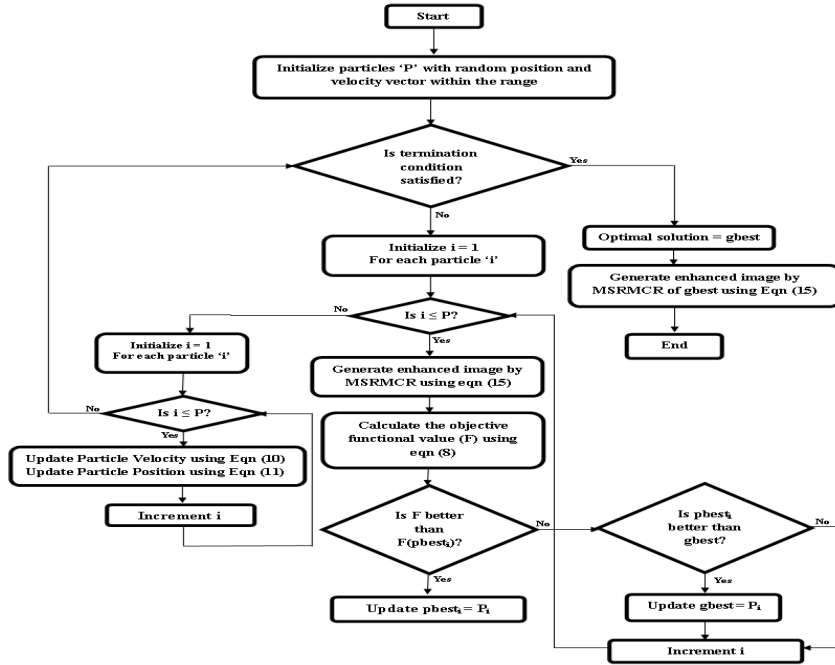 Start
Initialize particles ‘P’ with random position and
velocity vector within the range
Is termination
condition
satisfied?
Yes
No
Optimal solution = gbest
Initialize i = 1
For each particle ‘i’
Generate enhanced image by
MSRMCR of gbest using Eqn (15)
No
Is i ≤ P?
Yes
End
Initialize i = 1
For each particle ‘i’
Generate enhanced image by
MSRMCR using eqn (15)
No
Is i ≤ P?
Yes
Calculate the objective
functional value (F) using
eqn (8)
Update Particle Velocity using Eqn (10)
Update Particle Position using Eqn (11)
Increment i
Is F better
than
F(pbestᵢ)?
No
Yes
Is pbestᵢ
better than
gbest?
No
Yes
Update pbestᵢ = Pᵢ
Update gbest = Pᵢ
Increment i